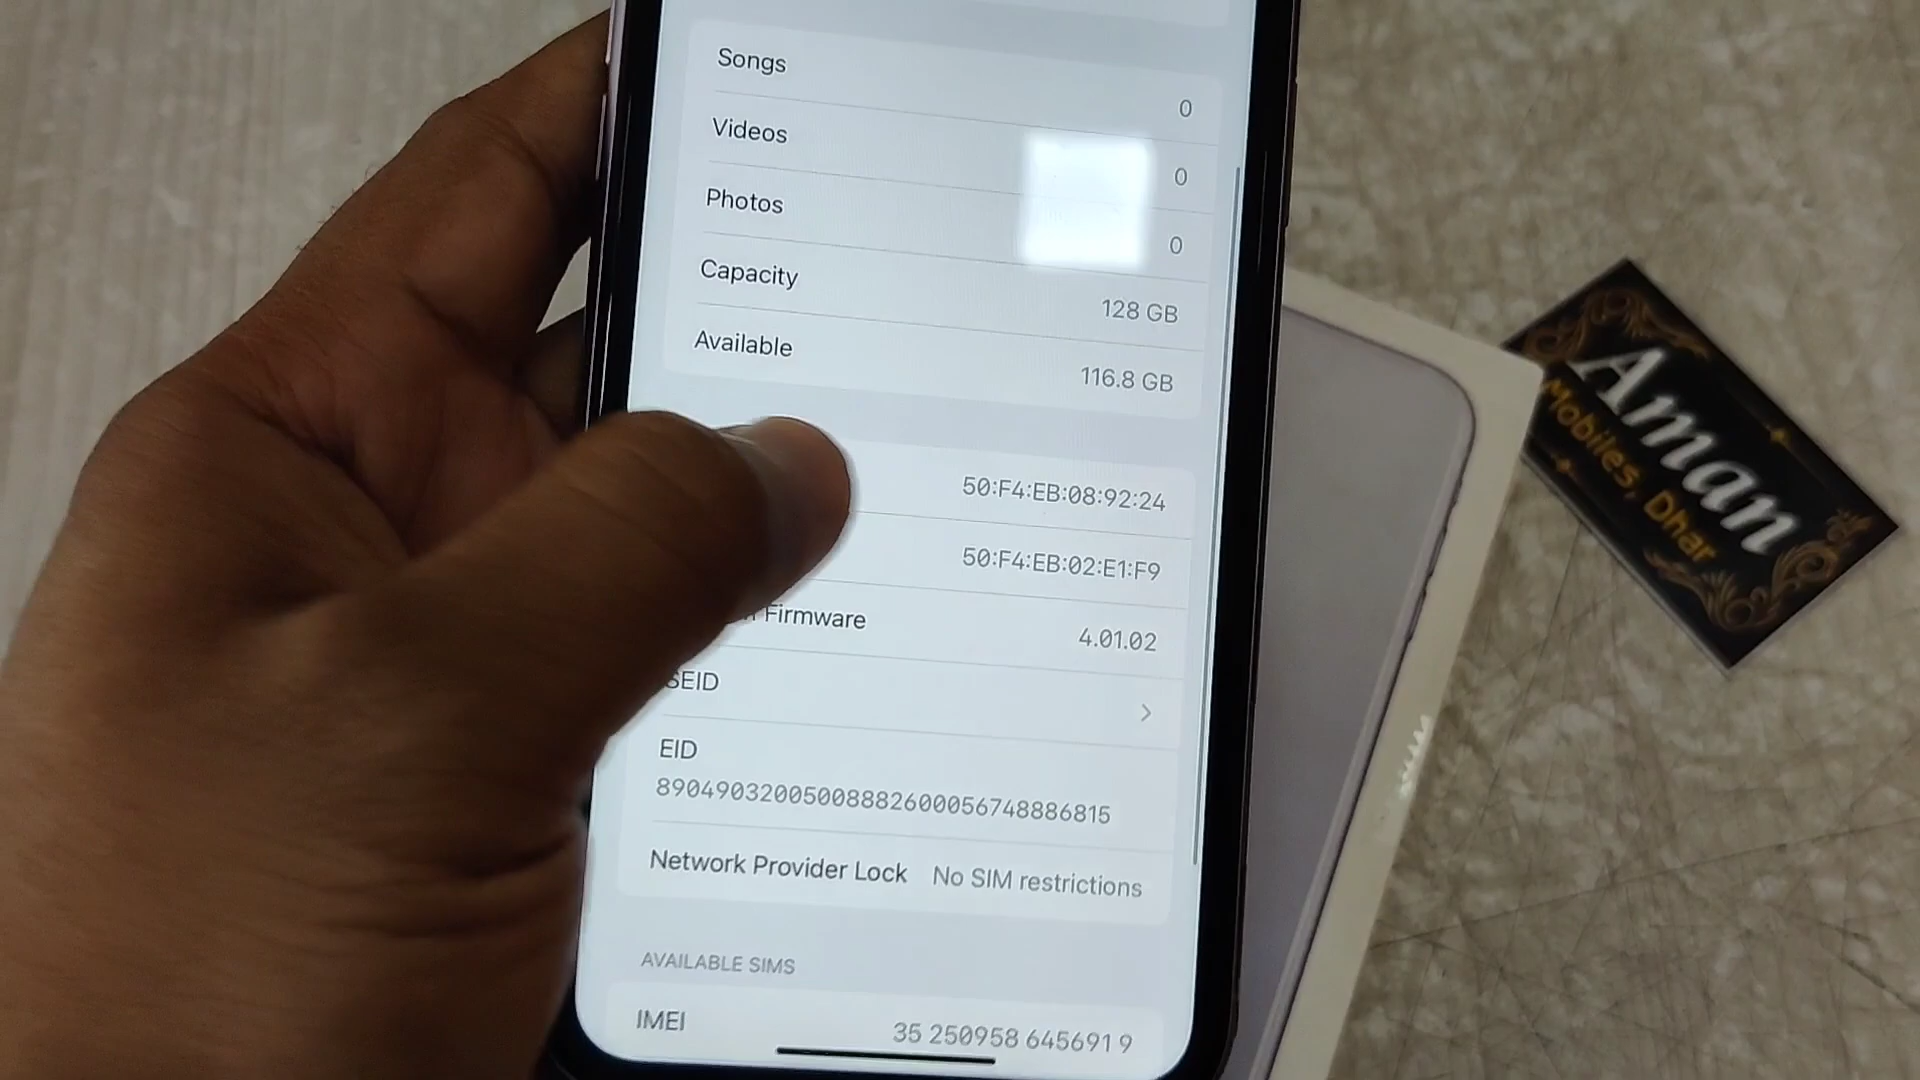 Songs
0
Videos
0
Photos
0
Capacity
128 GB
Available
116.8 GB
50:F4:EB:08:92:24
50:F4:EB:02:E1:F9
Firmware
4.01.02
SEID
EID
89049032005008882600056748886815
Network Provider Lock
No SIM restrictions
AVAILABLE SIMS
IMEI
35 250958 645691 9
Aman
Mobiles, Dhar